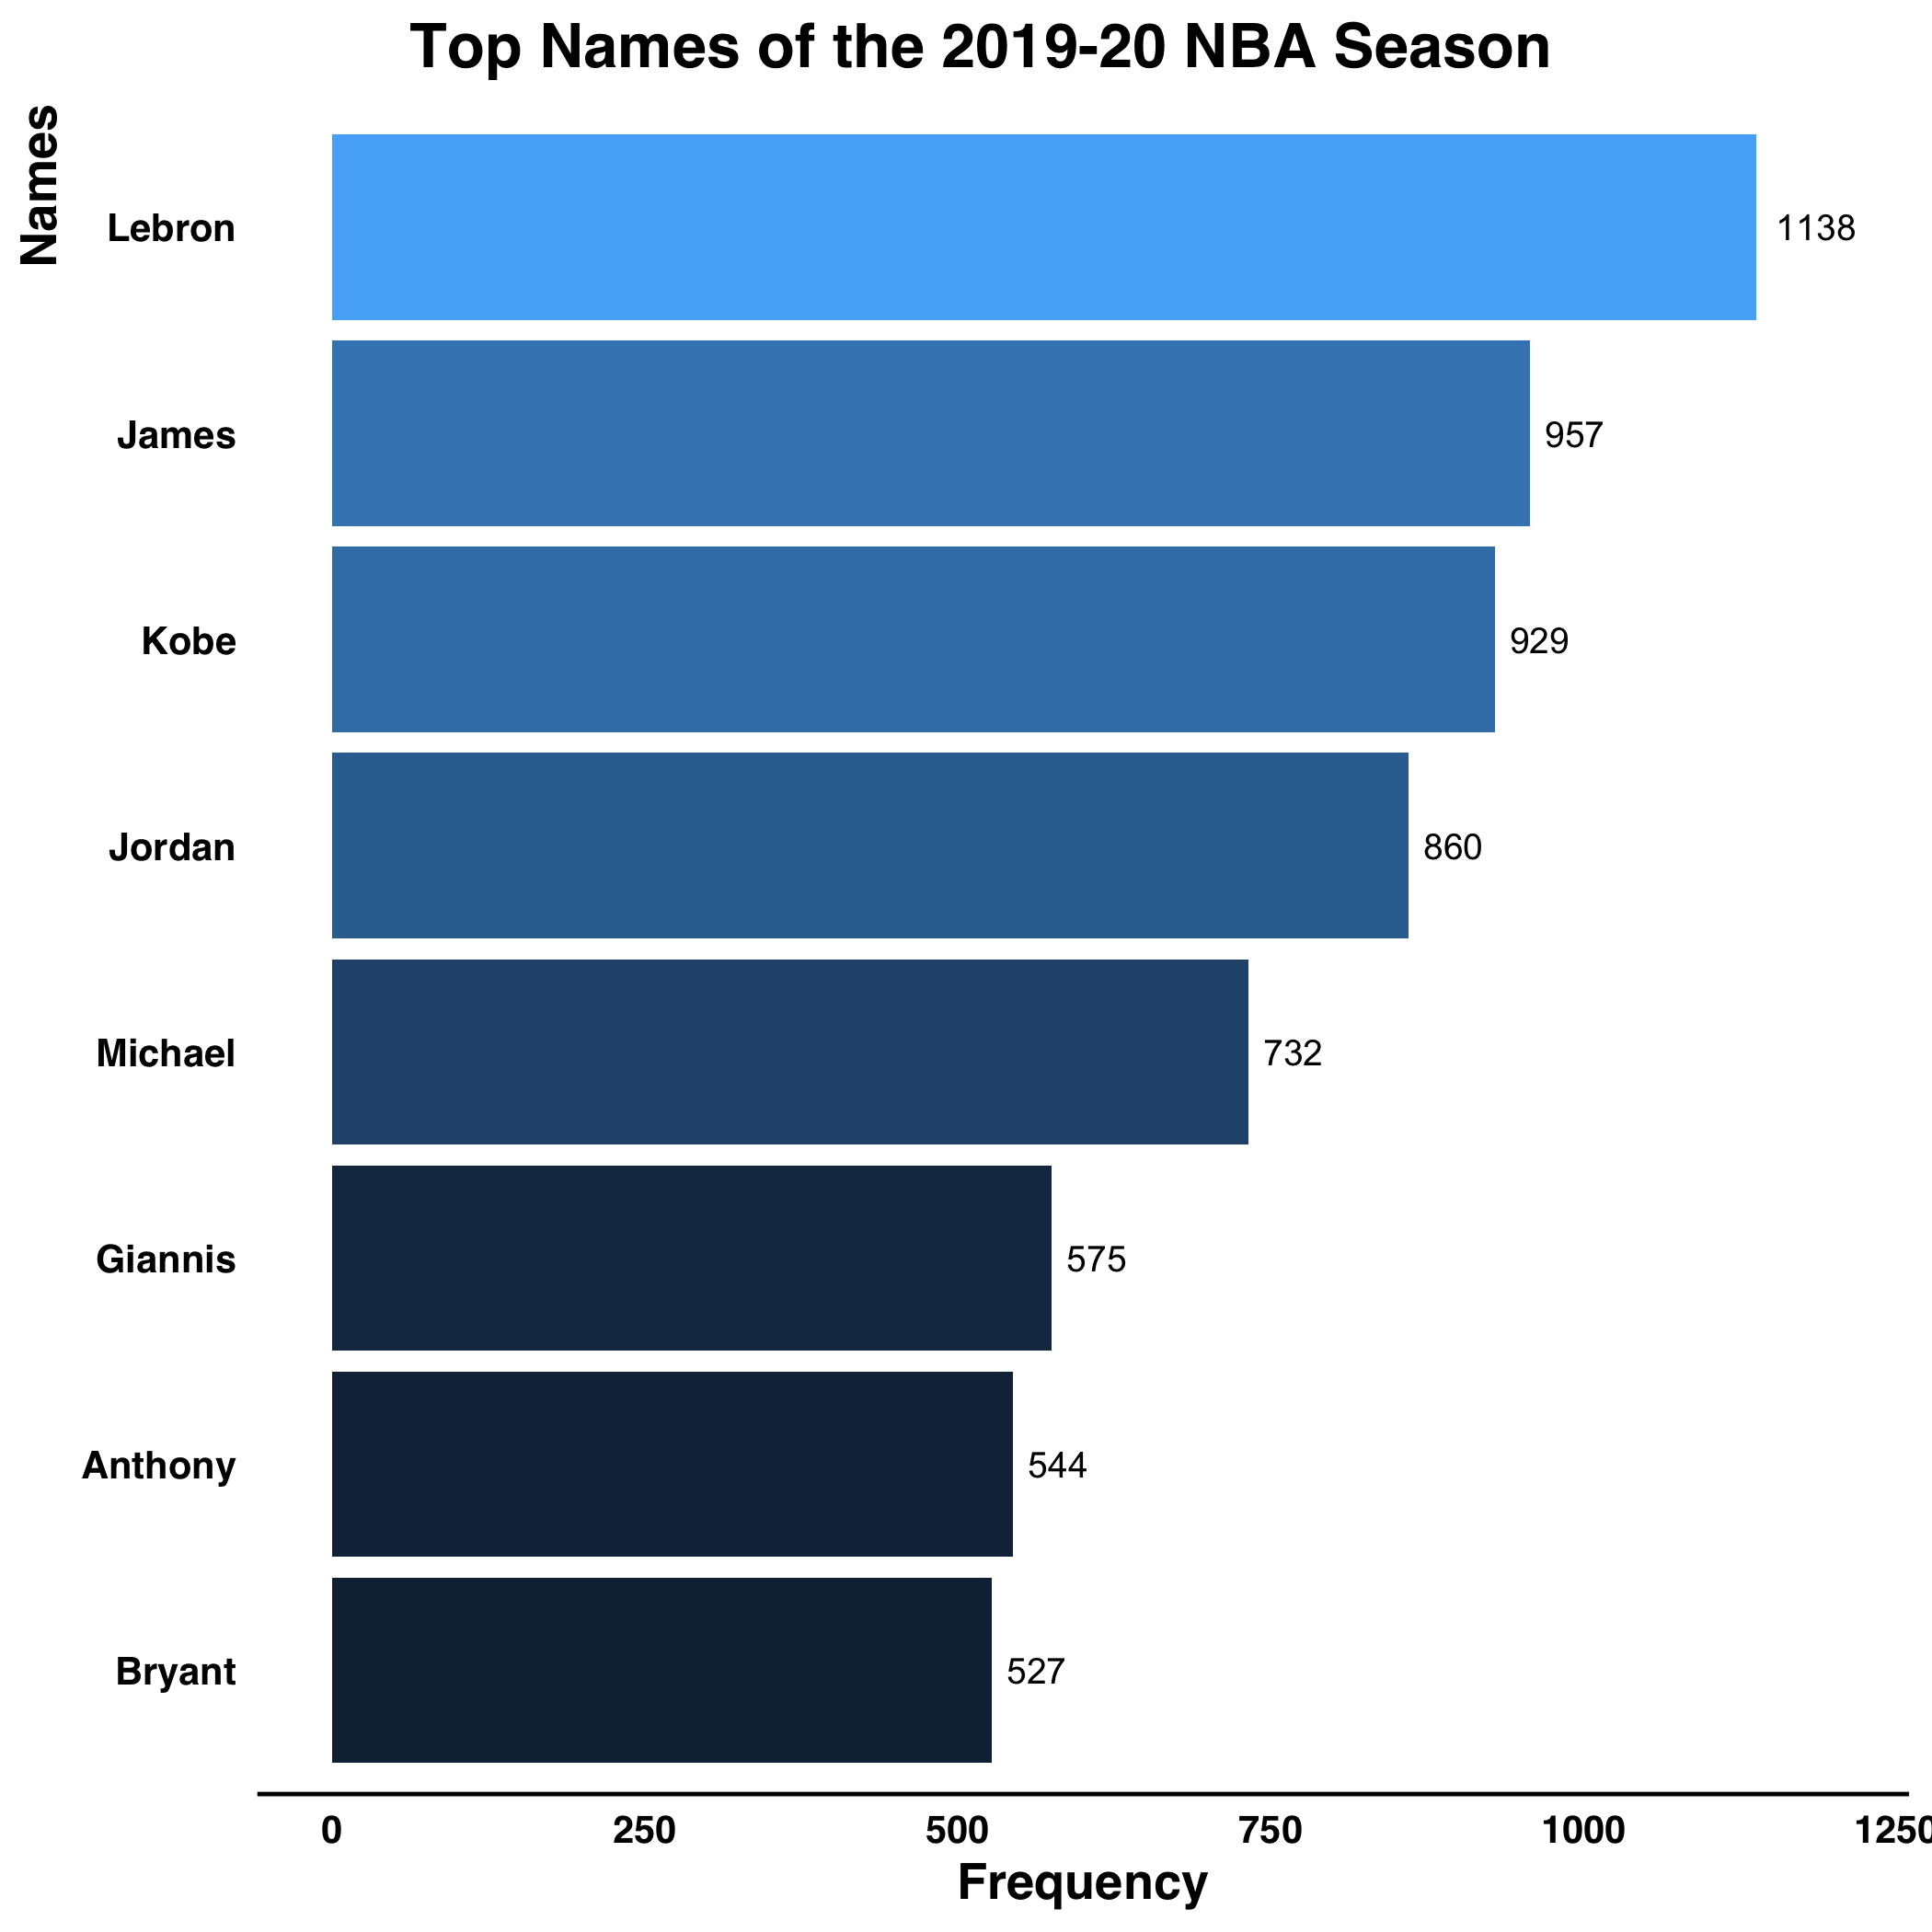 Top Names of the 2019-20 NBA Season
Names
Lebron 1138
James 957
Kobe 929
Jordan 860
Michael 732
Giannis 575
Anthony 544
Bryant 527
0 250 500 750 1000 1250
Frequency